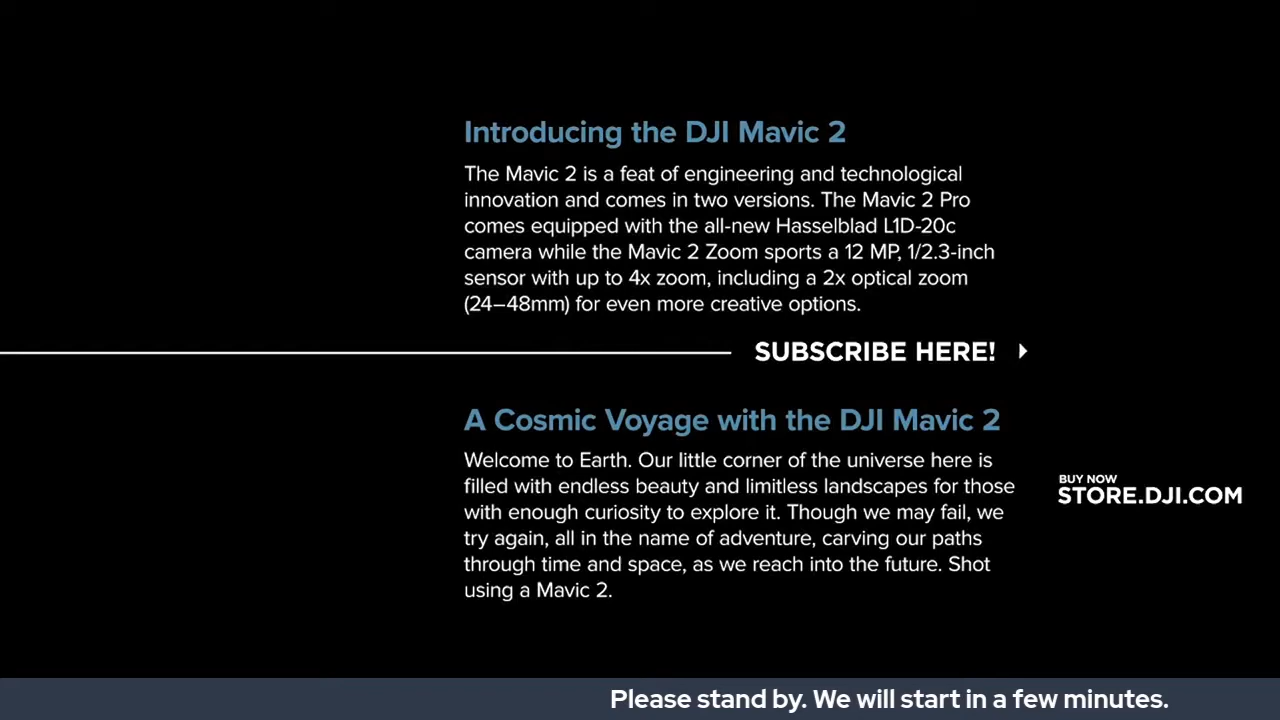 Introducing the DJI Mavic 2
The Mavic 2 is a feat of engineering and technological
innovation and comes in two versions. The Mavic 2 Pro
comes equipped with the all-new Hasselblad L1D-20c
camera while the Mavic 2 Zoom sports a 12 MP, 1/2.3-inch
sensor with up to 4x zoom, including a 2x optical zoom
(24–48mm) for even more creative options.
SUBSCRIBE HERE!
A Cosmic Voyage with the DJI Mavic 2
Welcome to Earth. Our little corner of the universe here is
filled with endless beauty and limitless landscapes for those
with enough curiosity to explore it. Though we may fail, we
try again, all in the name of adventure, carving our paths
through time and space, as we reach into the future. Shot
using a Mavic 2.
BUY NOW
STORE.DJI.COM
Please stand by. We will start in a few minutes.